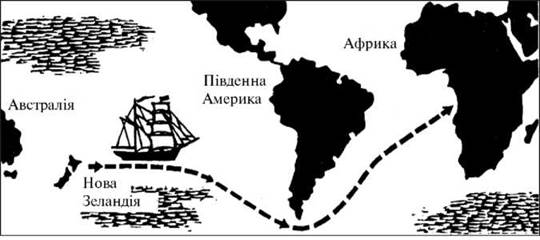 Африка
Південна
Америка
Австралія
Нова
Зеландія